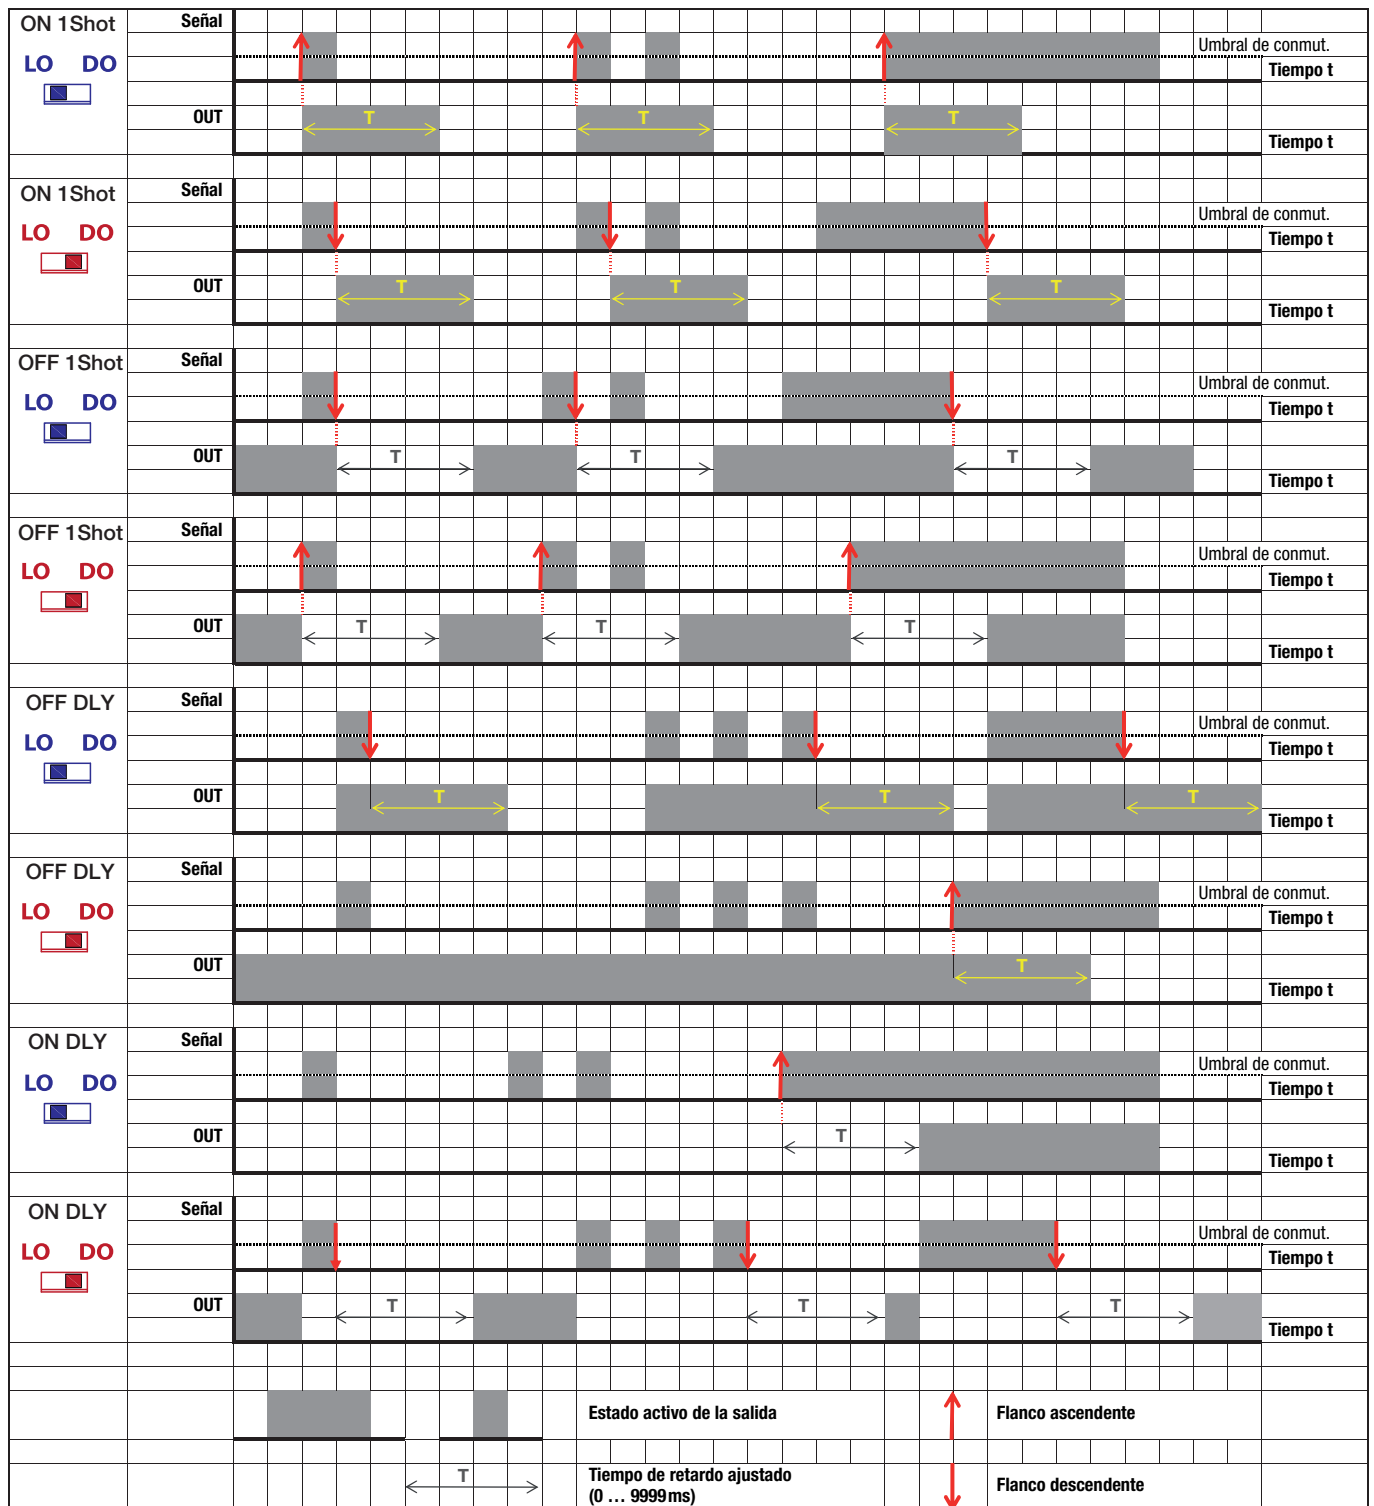 ON 1Shot
Señal
Umbral de conmut.
LO DO
Tiempo t
OUT
T T T
Tiempo t
ON 1Shot
Señal
Umbral de conmut.
LO DO
Tiempo t
OUT
T T T
Tiempo t
OFF 1Shot
Señal
Umbral de conmut.
LO DO
Tiempo t
OUT
T T T
Tiempo t
OFF 1Shot
Señal
Umbral de conmut.
LO DO
Tiempo t
OUT
T T T
Tiempo t
OFF DLY
Señal
Umbral de conmut.
LO DO
Tiempo t
OUT
T T T
Tiempo t
OFF DLY
Señal
Umbral de conmut.
LO DO
Tiempo t
OUT
T
Tiempo t
ON DLY
Señal
Umbral de conmut.
LO DO
Tiempo t
OUT
T
Tiempo t
ON DLY
Señal
Umbral de conmut.
LO DO
Tiempo t
OUT
T T T
Tiempo t
Estado activo de la salida
Flanco ascendente
T
Tiempo de retardo ajustado
(0 … 9999 ms)
Flanco descendente